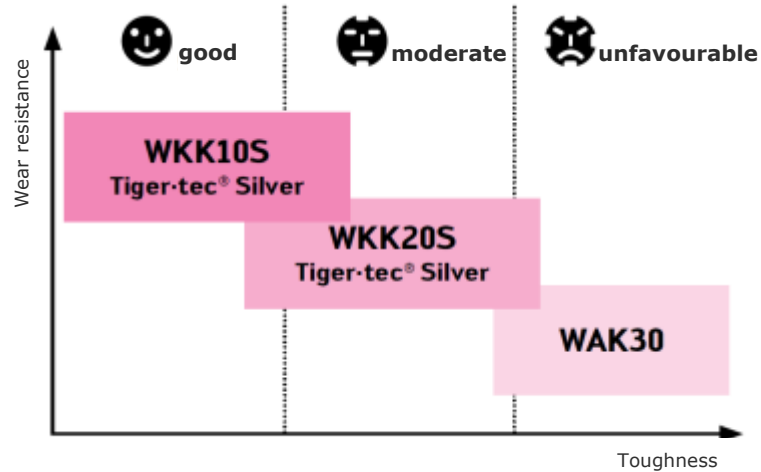 good
moderate
unfavourable
Wear resistance
WKK10S
Tiger·tec® Silver
WKK20S
Tiger·tec® Silver
WAK30
Toughness